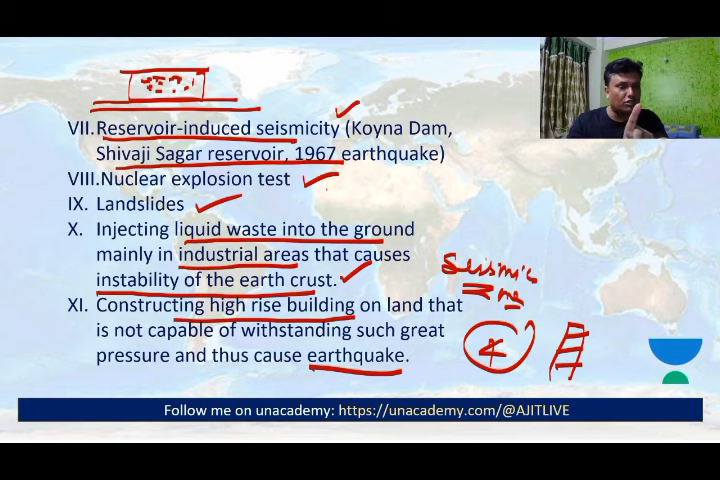 VII. Reservoir-induced seismicity (Koyna Dam,
Shivaji Sagar reservoir, 1967 earthquake)
VIII.Nuclear explosion test
IX. Landslides
X. Injecting liquid waste into the ground
mainly in industrial areas that causes
instability of the earth crust.
Seismic
XI. Constructing high rise building on land that
is not capable of withstanding such great
pressure and thus cause earthquake.
Follow me on unacademy: https://unacademy.com/@AJITLIVE